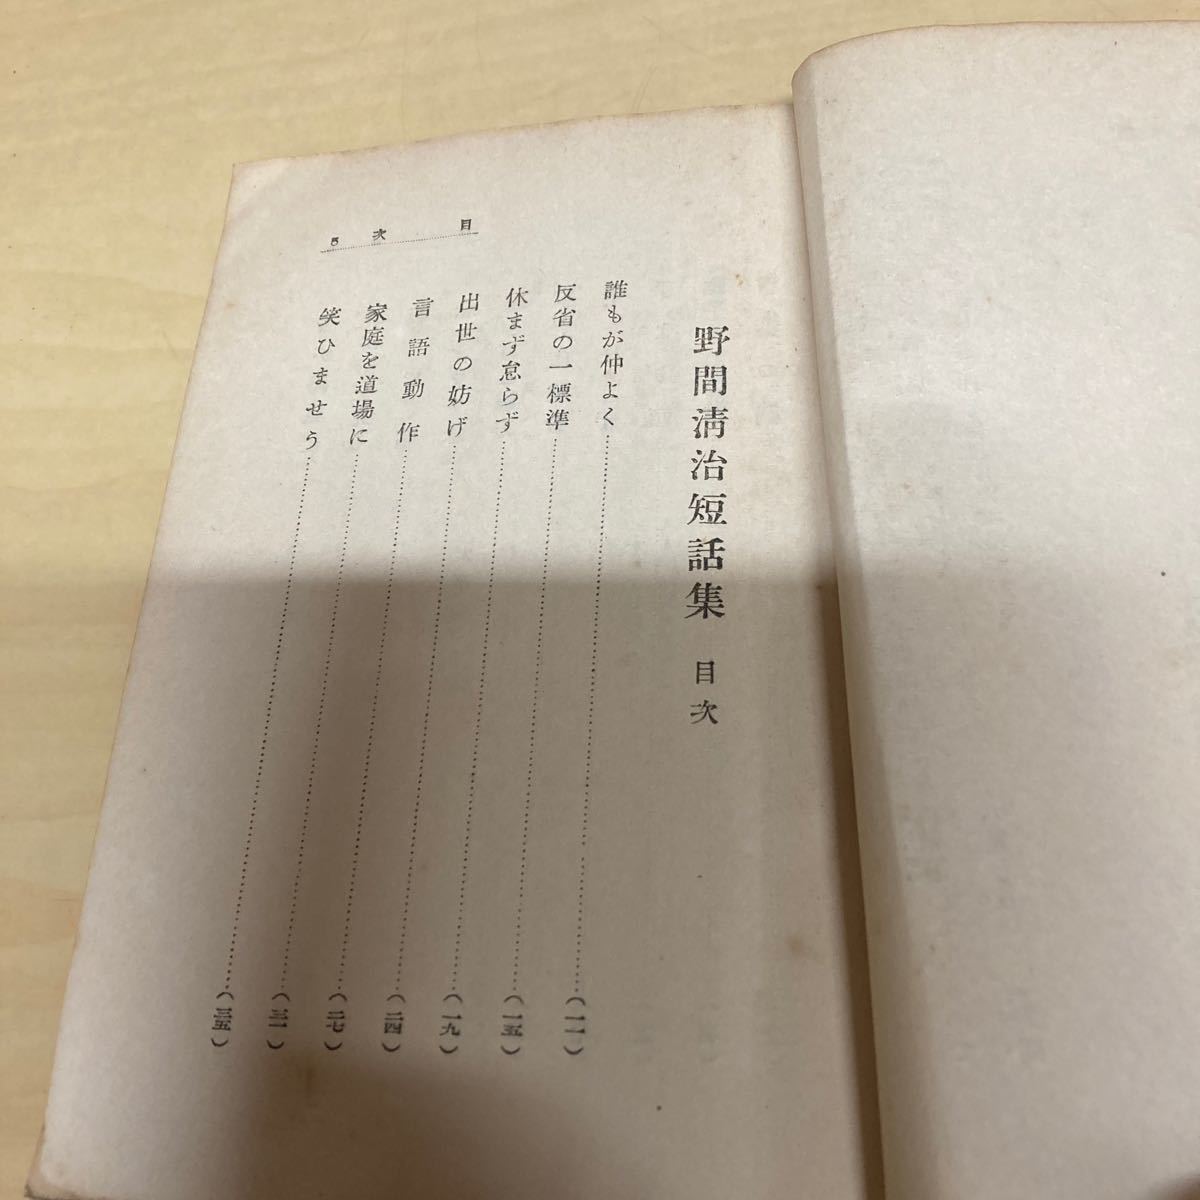 目次 5
野間淸治短話集 目次
誰もが仲よく……(一一)
反省の一標準……(一五)
休まず怠らず……(一九)
出世の妨げ……(二四)
言語動作……(二七)
家庭を道場に……(三一)
笑ひませう……(三五)